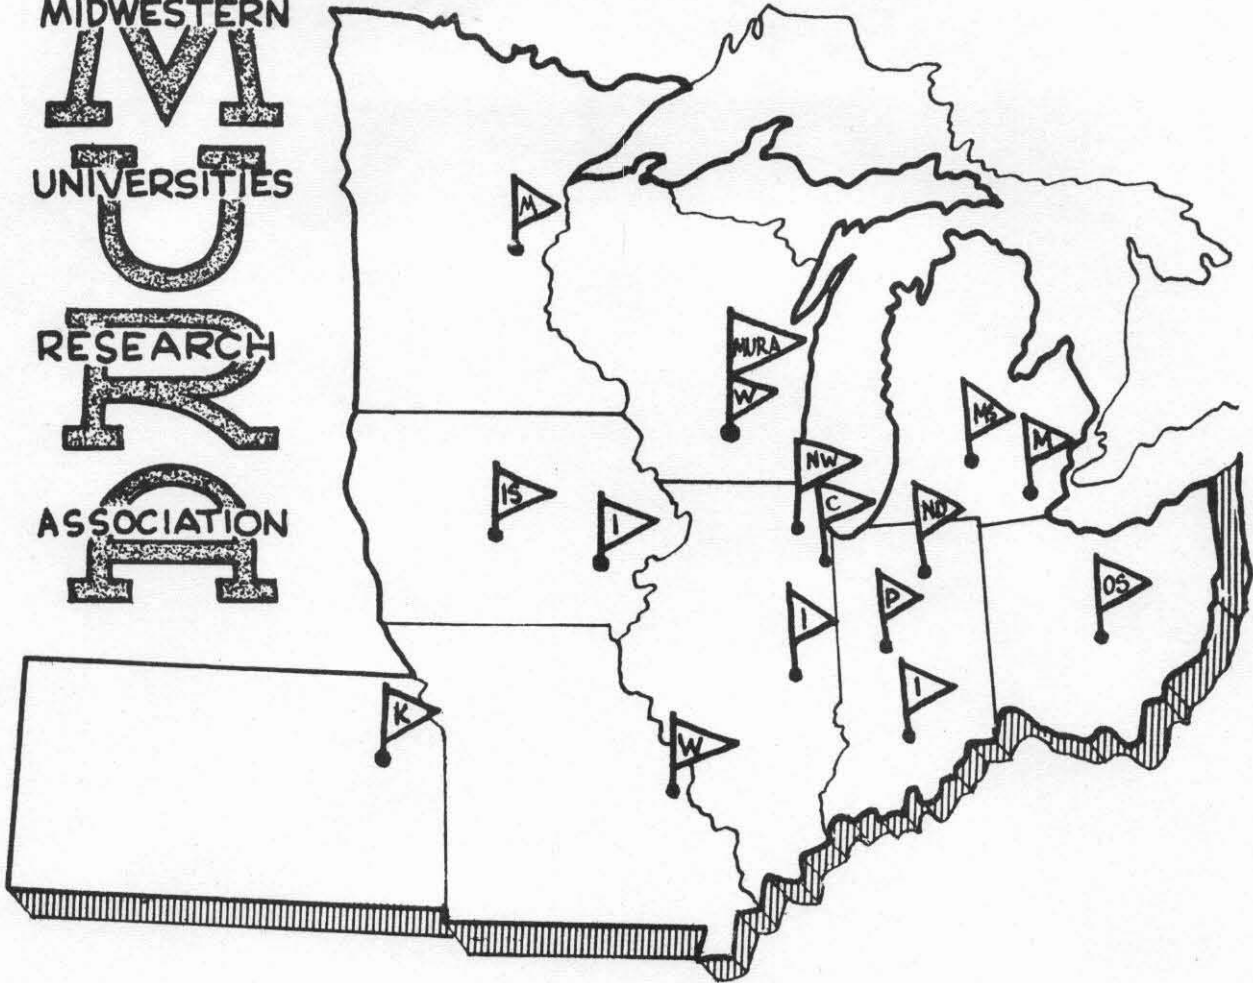 MIDWESTERN
M
UNIVERSITIES
U
RESEARCH
R
ASSOCIATION
A
M
MURA
W
MS
M
NW
C
ND
IS
I
P
OS
I
I
K
W